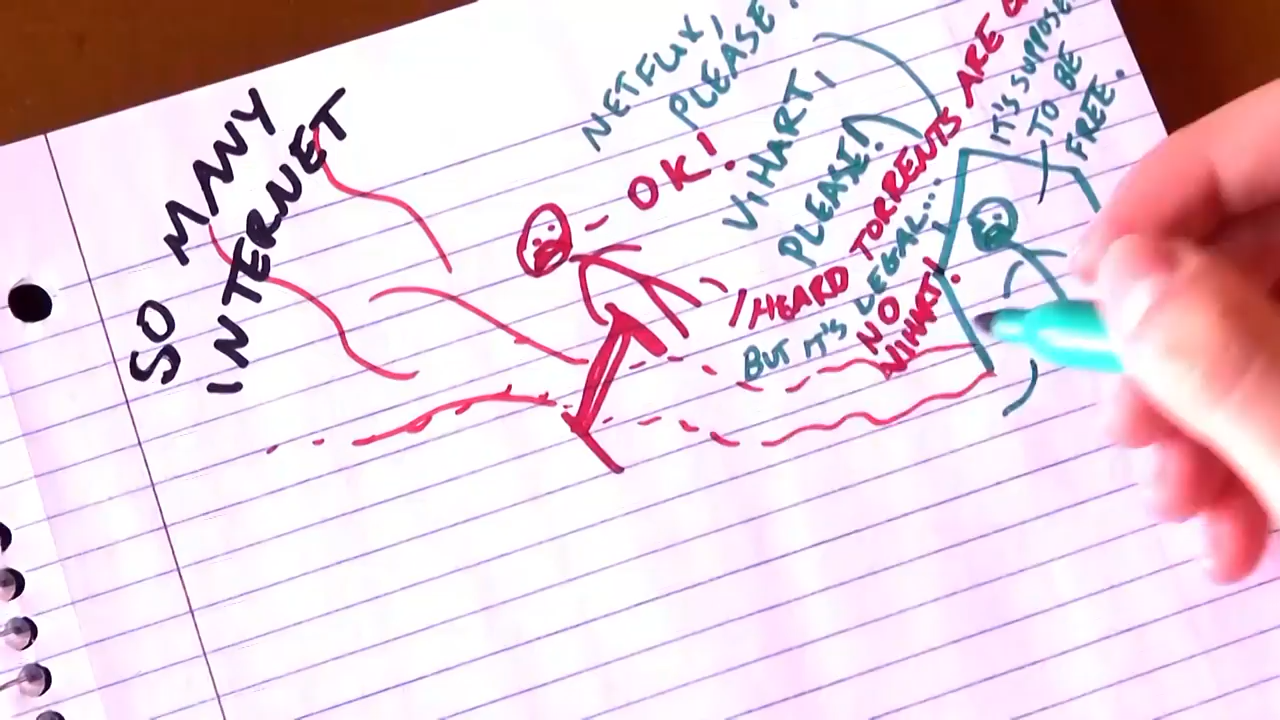 SO MANY
INTERNET
NETFLIX,
PLEASE!
OK!
VIHART,
PLEASE!
I HEARD TORRENTS ARE
BUT IT'S LEGAL...
NO
VIHART!
IT'S SUPPOSE
TO BE
FREE.